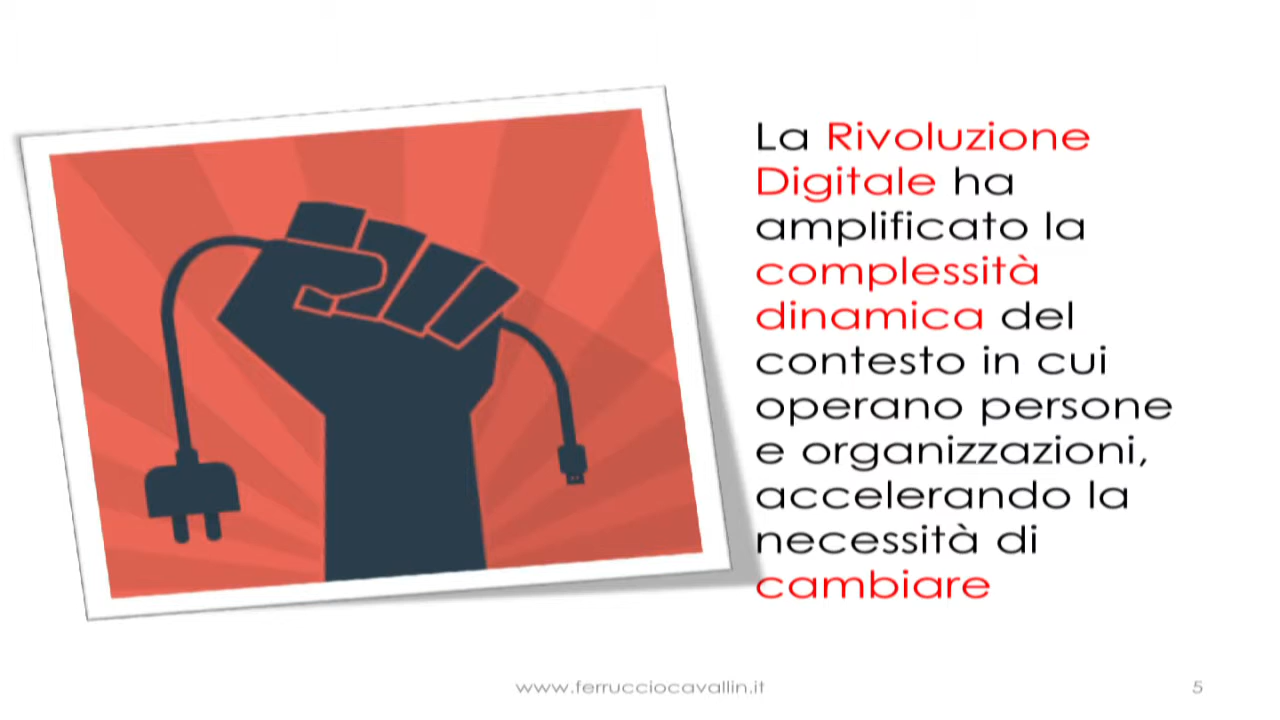 La Rivoluzione
Digitale ha
amplificato la
complessità
dinamica del
contesto in cui
operano persone
e organizzazioni,
accelerando la
necessità di
cambiare
www.ferrucciocavallin.it
5